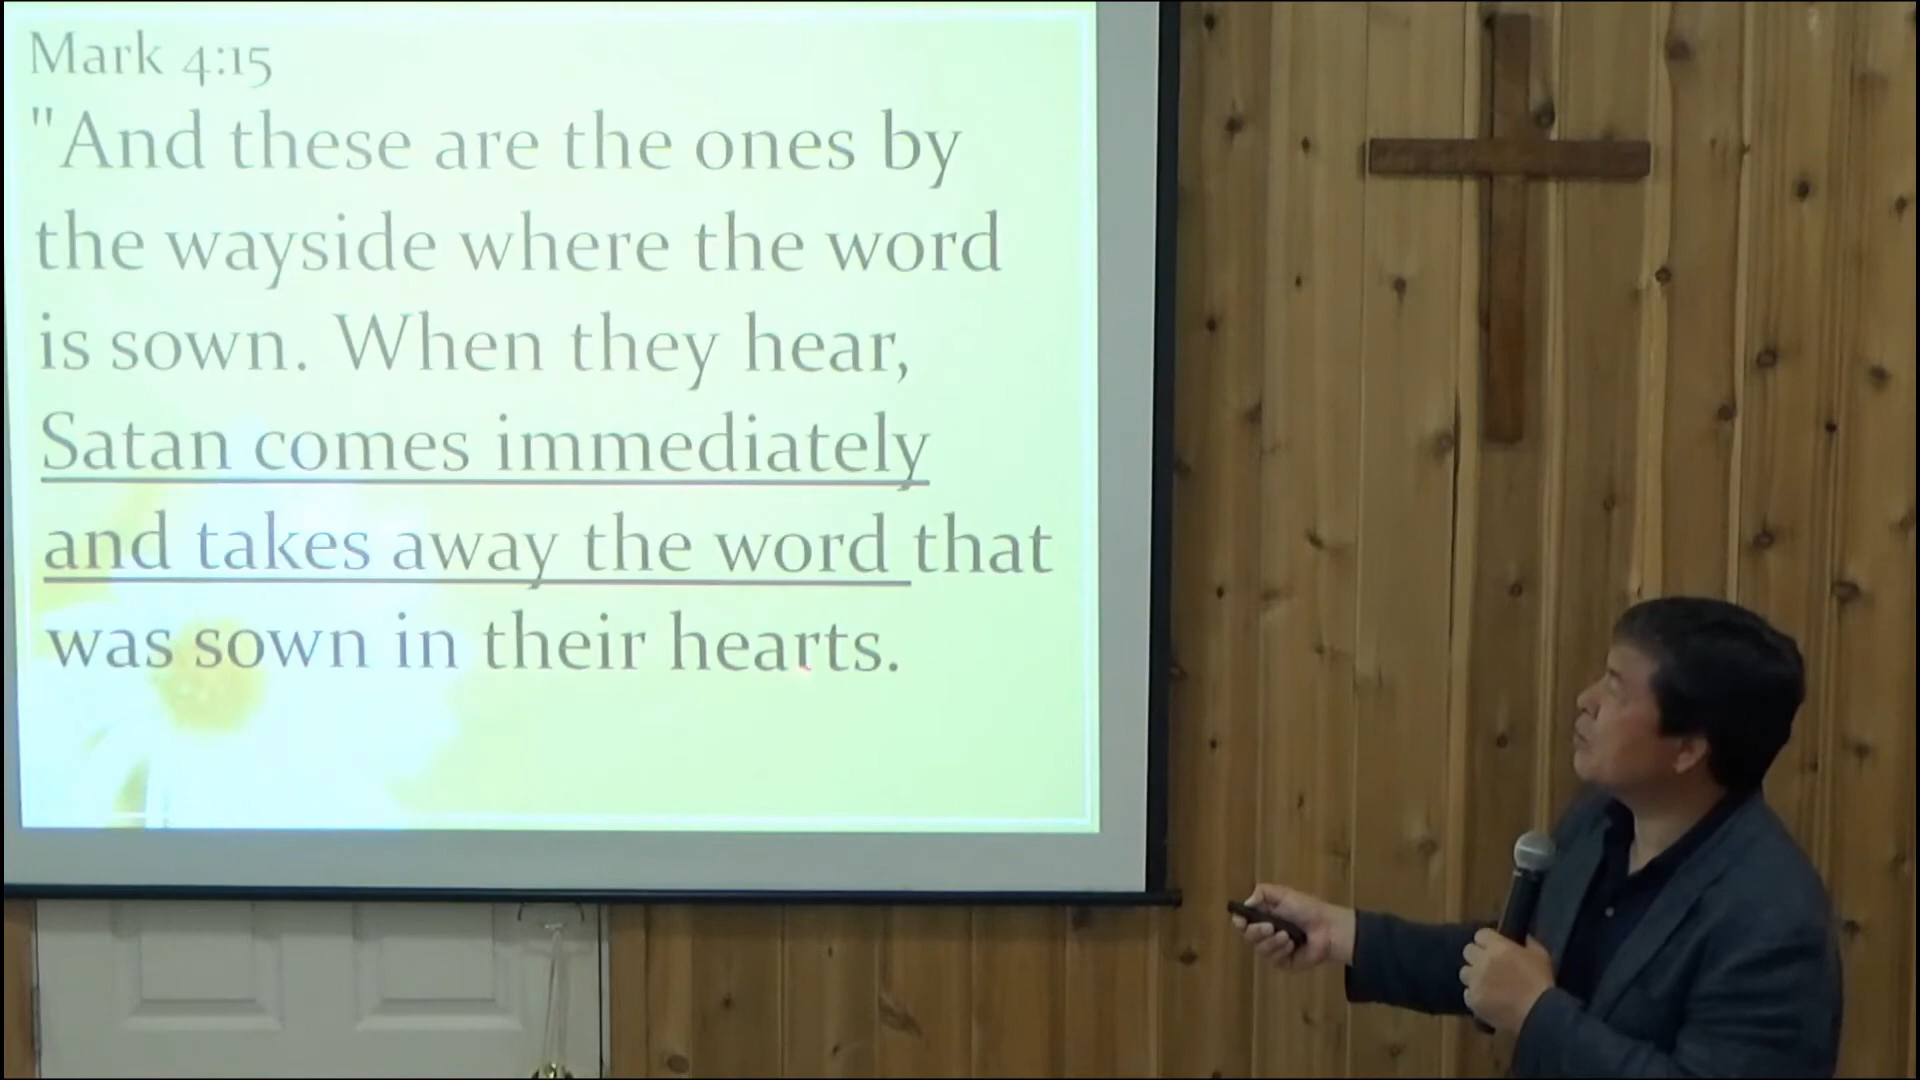 Mark 4:15
"And these are the ones by
the wayside where the word
is sown. When they hear,
Satan comes immediately
and takes away the word that
was sown in their hearts.